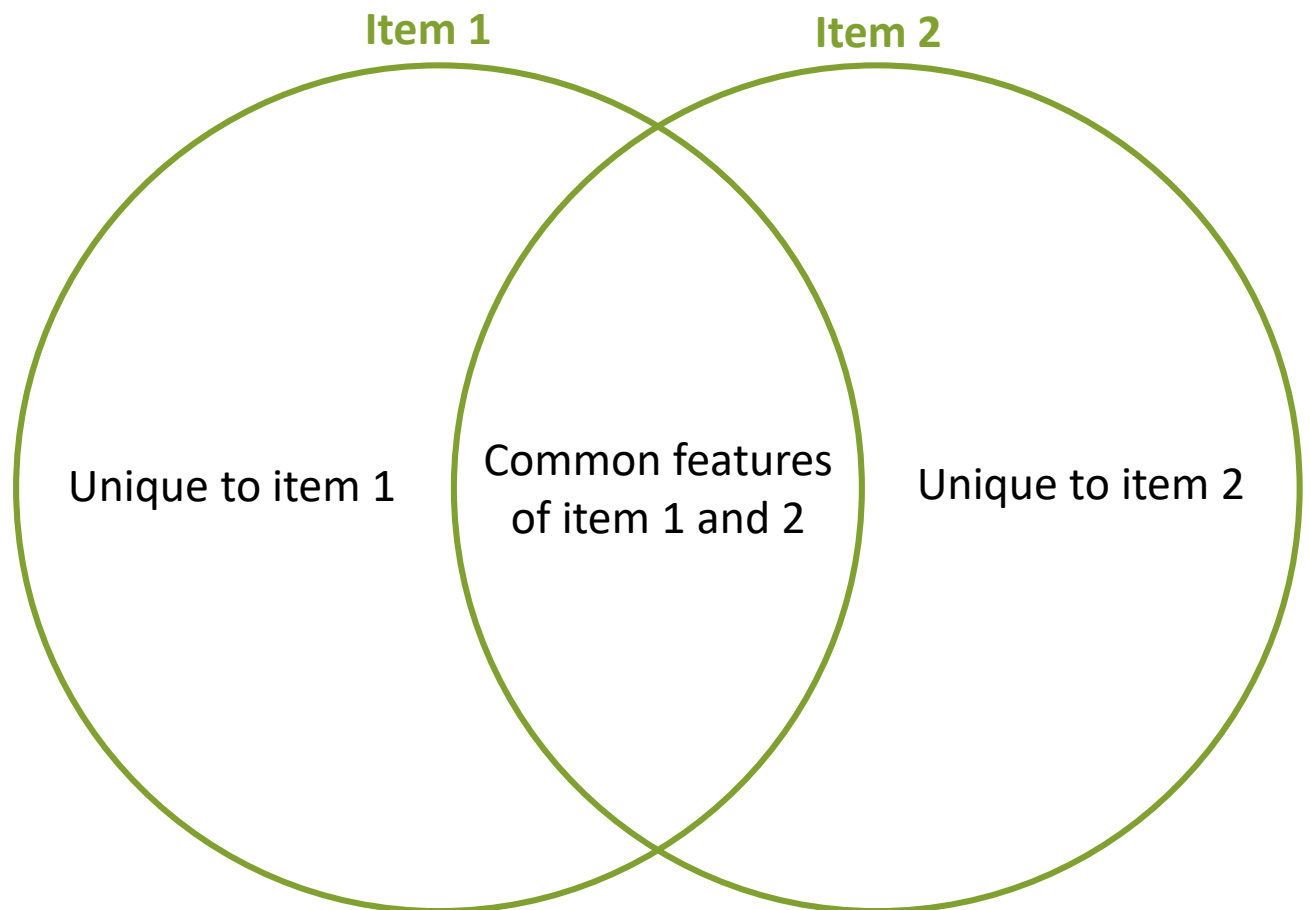 Item 1
Item 2
Unique to item 1
Common features
of item 1 and 2
Unique to item 2